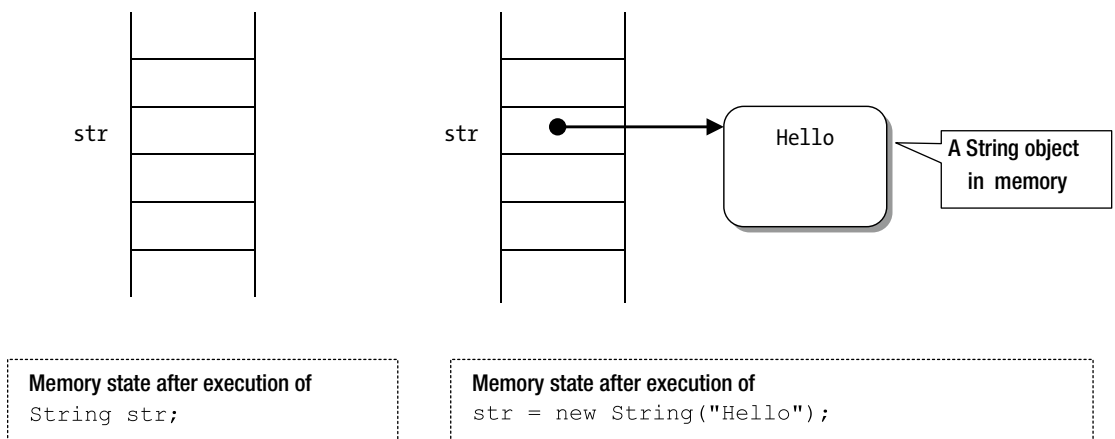 str
str
Hello
A String object
in memory
Memory state after execution of
String str;
Memory state after execution of
str = new String("Hello");